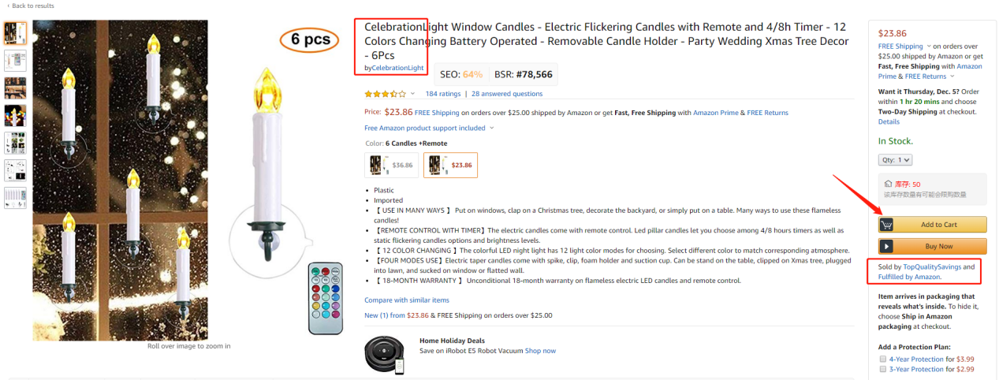 ‹ Back to results
6 pcs
Roll over image to zoom in
CelebrationLight Window Candles - Electric Flickering Candles with Remote and 4/8h Timer - 12
Colors Changing Battery Operated - Removable Candle Holder - Party Wedding Xmas Tree Decor
- 6Pcs
byCelebrationLight
SEO: 64% BSR: #78,566
184 ratings | 28 answered questions
Price: $23.86 FREE Shipping on orders over $25.00 shipped by Amazon or get Fast, Free Shipping with Amazon Prime & FREE Returns
Free Amazon product support included
Color: 6 Candles +Remote
$36.86 $23.86
• Plastic
• Imported
• 【 USE IN MANY WAYS 】 Put on windows, clap on a Christmas tree, decorate the backyard, or simply put on a table. Many ways to use these flameless
candles!
• 【REMOTE CONTROL WITH TIMER】The electric candles come with remote control. Led pillar candles let you choose among 4/8 hours timers as well as
static flickering candles options and brightness levels.
• 【 12 COLOR CHANGING 】The colorful LED night light has 12 light color modes for choosing. Select different color to match corresponding atmosphere.
• 【FOUR MODES USE】Electric taper candles come with spike, clip, foam holder and suction cup. Can be stand on the table, clipped on Xmas tree, plugged
into lawn, and sucked on window or flatted wall.
• 【 18-MONTH WARRANTY 】 Unconditional 18-month warranty on flameless electric LED candles and remote control.
Compare with similar items
New (1) from $23.86 & FREE Shipping on orders over $25.00
Home Holiday Deals
Save on iRobot E5 Robot Vacuum Shop now
$23.86
FREE Shipping on orders over
$25.00 shipped by Amazon or get
Fast, Free Shipping with Amazon
Prime & FREE Returns
Want it Thursday, Dec. 5? Order
within 1 hr 20 mins and choose
Two-Day Shipping at checkout.
Details
In Stock.
Qty: 1
库存: 50
该库存数量有可能会限购数量
Add to Cart
Buy Now
Sold by TopQualitySavings and
Fulfilled by Amazon.
Item arrives in packaging that
reveals what's inside. To hide it,
choose Ship in Amazon
packaging at checkout.
Add a Protection Plan:
4-Year Protection for $3.99
3-Year Protection for $2.99